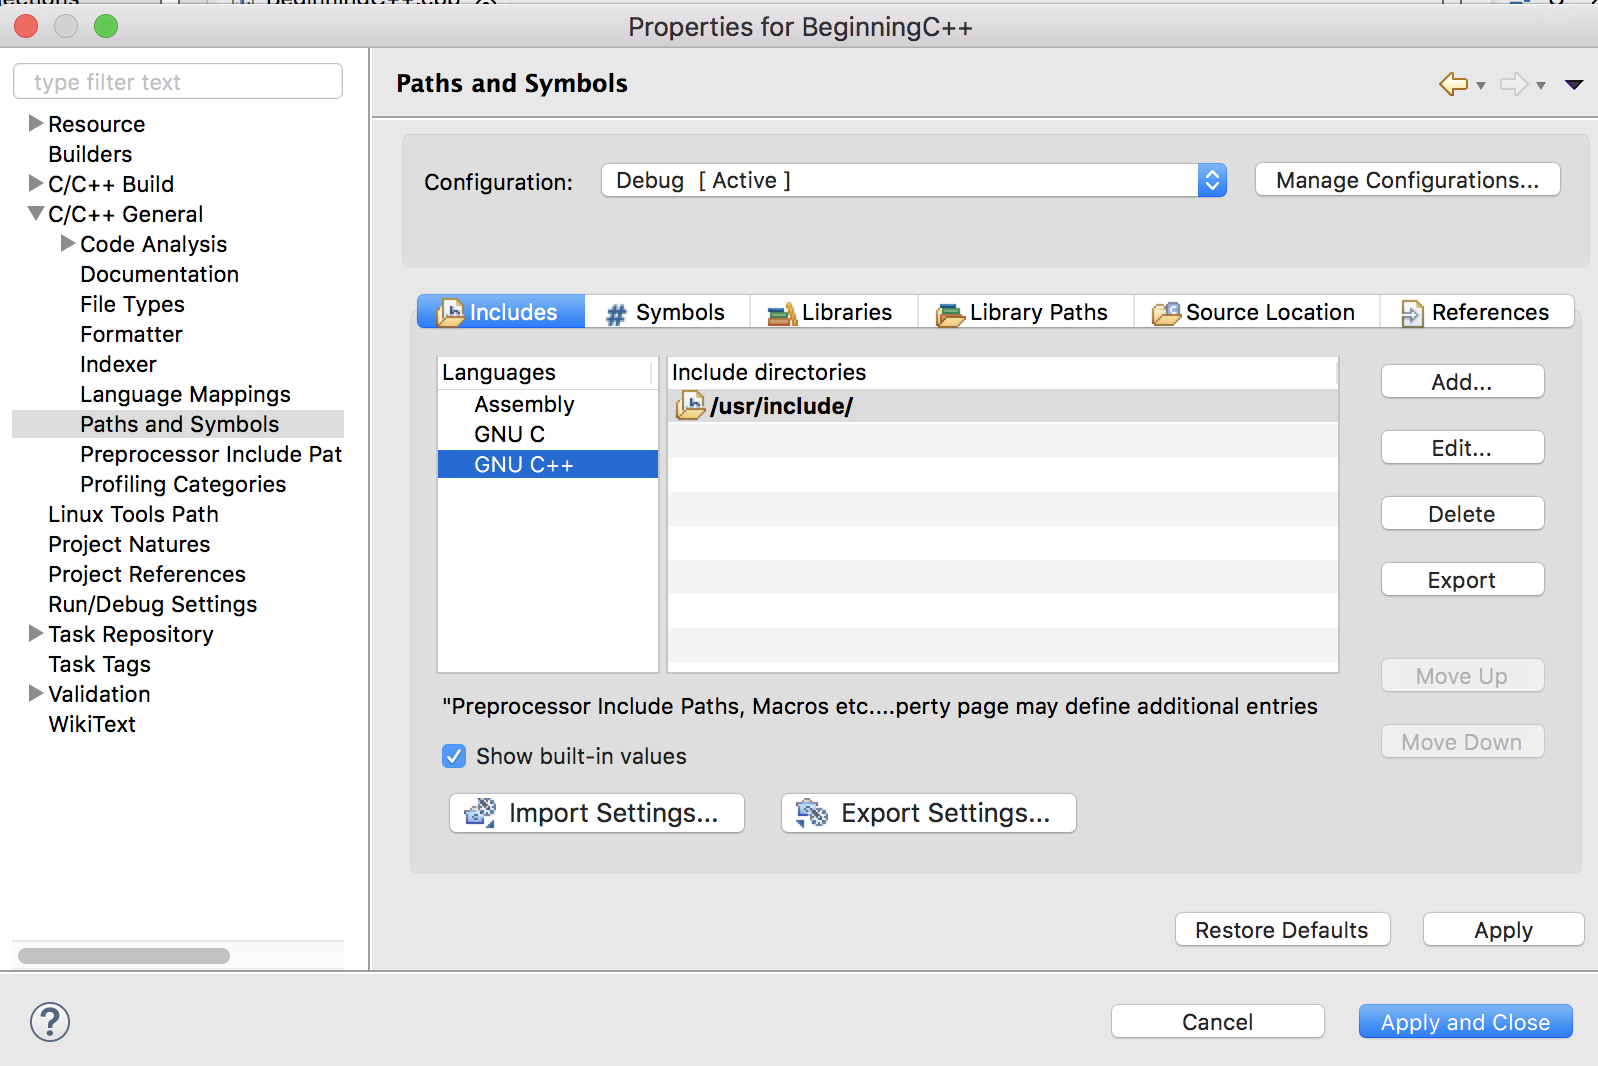 Properties for BeginningC++
type filter text
Resource
Builders
C/C++ Build
C/C++ General
Code Analysis
Documentation
File Types
Formatter
Indexer
Language Mappings
Paths and Symbols
Preprocessor Include Pat
Profiling Categories
Linux Tools Path
Project Natures
Project References
Run/Debug Settings
Task Repository
Task Tags
Validation
WikiText
Paths and Symbols
Configuration: Debug [ Active ] Manage Configurations...
Includes # Symbols Libraries Library Paths Source Location References
Languages
Assembly
GNU C
GNU C++
Include directories
/usr/include/
Add...
Edit...
Delete
Export
Move Up
Move Down
"Preprocessor Include Paths, Macros etc....perty page may define additional entries
Show built-in values
Import Settings... Export Settings...
Restore Defaults Apply
? Cancel Apply and Close